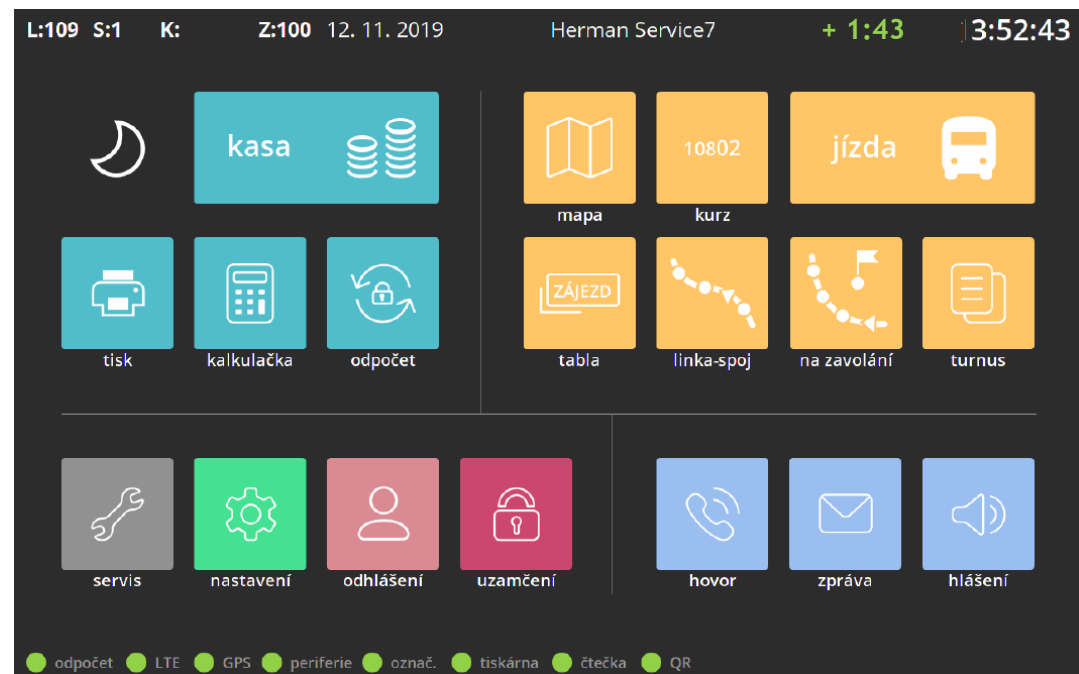 L:109 S:1 K: Z:100 12. 11. 2019 Herman Service7 + 1:43 3:52:43
kasa
10802
jízda
mapa kurz
ZÁJEZD
tisk kalkulačka odpočet tabla linka-spoj na zavolání turnus
servis nastavení odhlášení uzamčení hovor zpráva hlášení
odpočet LTE GPS periferie označ. tiskárna čtečka QR